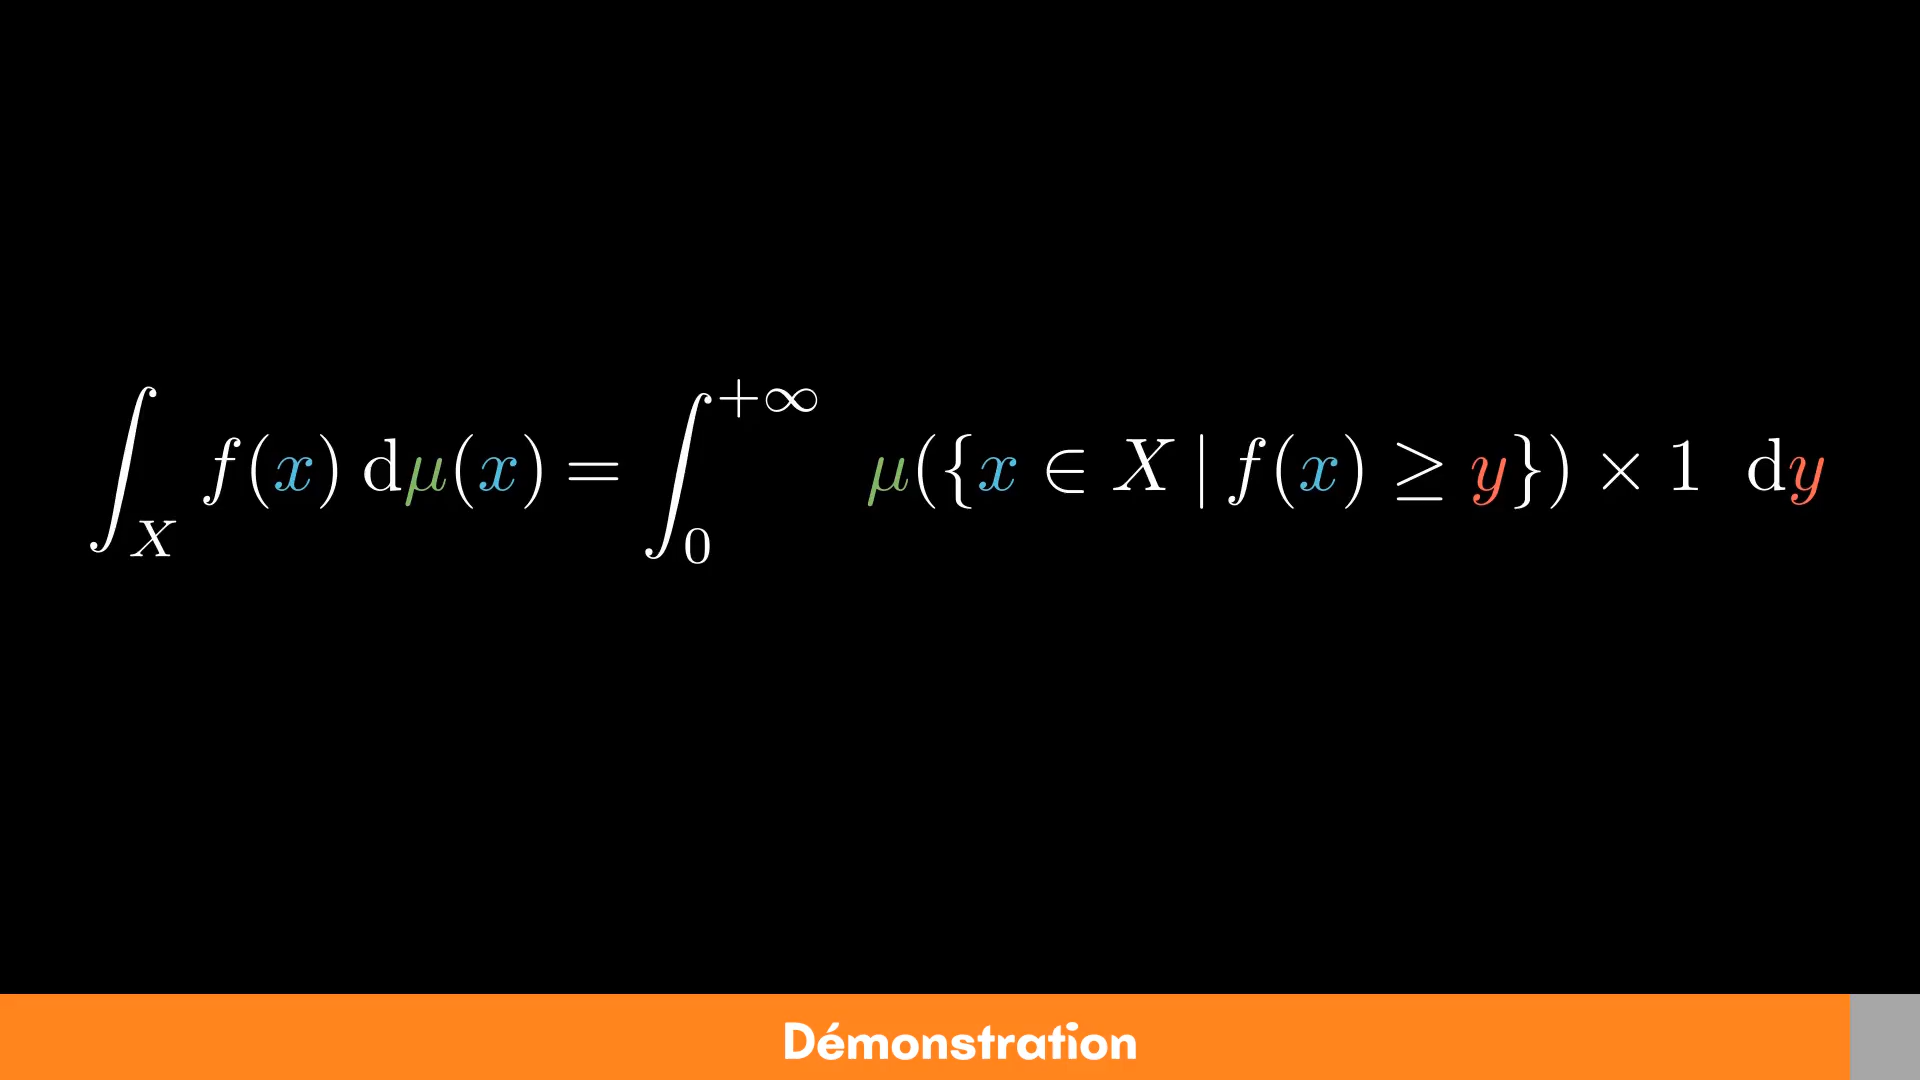 ∫_X f(x) dμ(x) = ∫_0^{+∞} μ({x ∈ X | f(x) ≥ y}) × 1 dy
Démonstration